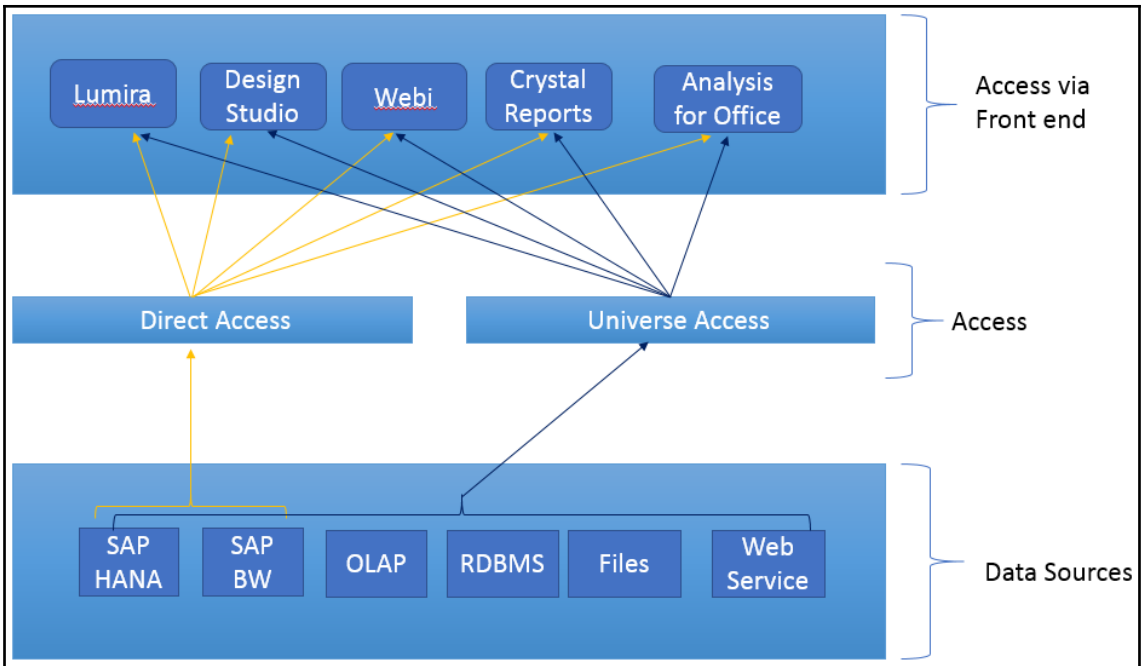 Lumira
Design
Studio
Webi
Crystal
Reports
Analysis
for Office
Access via
Front end
Direct Access
Universe Access
Access
SAP
HANA
SAP
BW
OLAP
RDBMS
Files
Web
Service
Data Sources